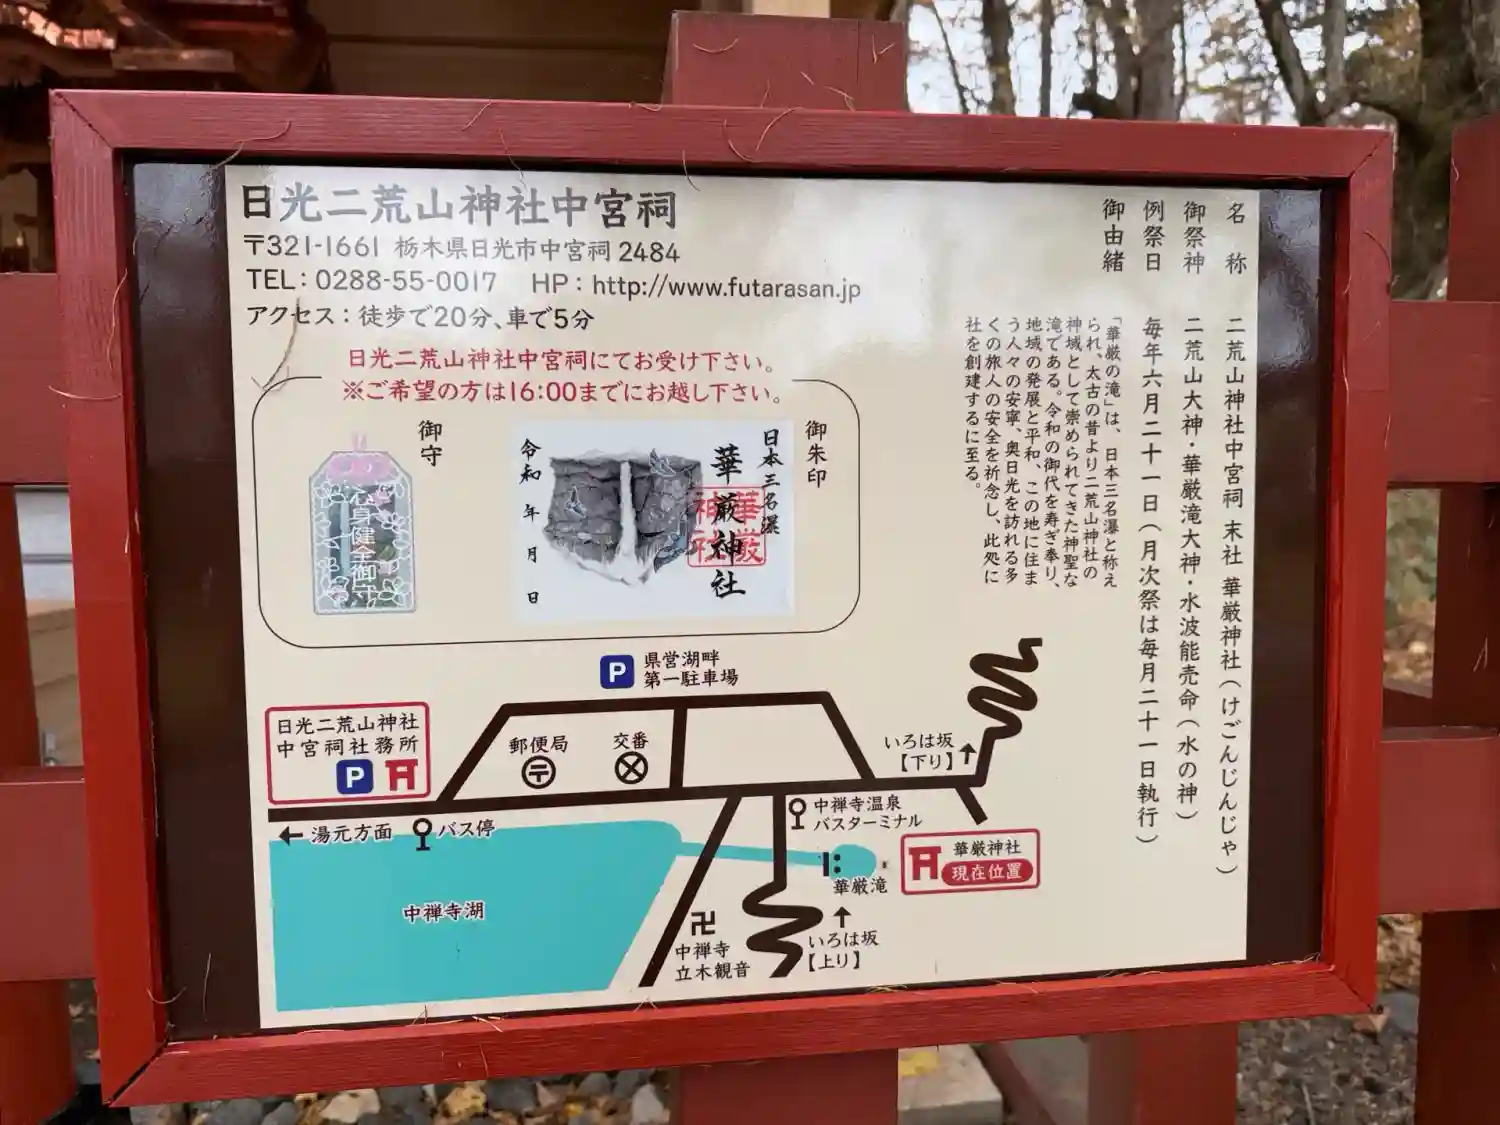 日光二荒山神社中宮祠
〒321-1661 栃木県日光市中宮祠 2484
TEL：0288-55-0017　HP：http://www.futarasan.jp
アクセス：徒歩で20分、車で5分
日光二荒山神社中宮祠にてお受け下さい。
※ご希望の方は16:00までにお越し下さい。
名　称　二荒山神社中宮祠 末社 華厳神社（けごんじんじゃ）
御祭神　二荒山大神・華厳滝大神・水波能売命（水の神）
例祭日　毎年六月二十一日（月次祭は毎月二十一日執行）
御由緒
「華厳の滝」は、日本三名瀑と称え
られ、太古の昔より二荒山神社の
神域として崇められてきた神聖な
滝である。令和の御代を寿ぎ奉り、
地域の発展と平和、この地に住ま
う人々の安寧、奥日光を訪れる多
くの旅人の安全を祈念し、此処に
社を創建するに至る。
御朱印
日本三名瀑
華厳神社
華厳
神社
令和　年　月　日
御守
心身健全御守
P
県営湖畔
第一駐車場
日光二荒山神社
中宮祠社務所
P
郵便局
交番
いろは坂
【下り】
←湯元方面
バス停
中禅寺温泉
バスターミナル
華厳神社
現在位置
華厳滝
中禅寺湖
卍
中禅寺
立木観音
いろは坂
【上り】